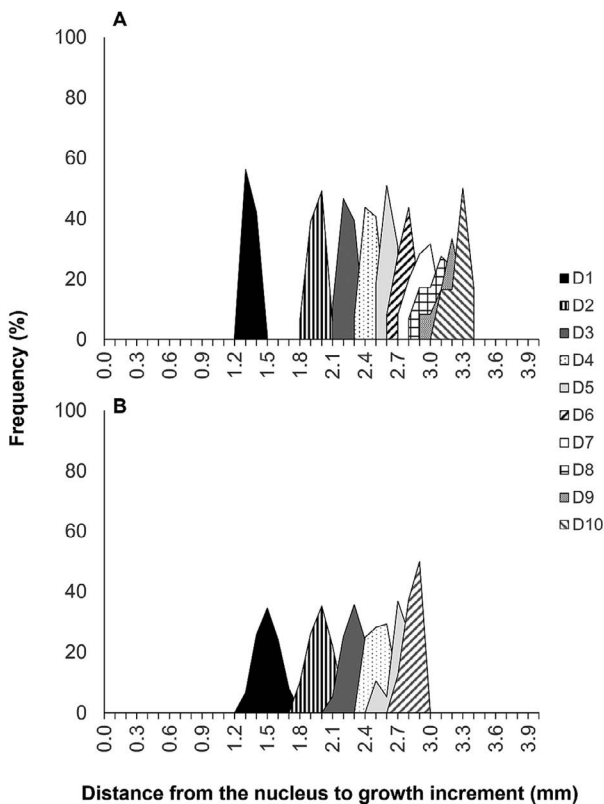 A
100
80
60
40
20
0
0.0 0.3 0.6 0.9 1.2 1.5 1.8 2.1 2.4 2.7 3.0 3.3 3.6 3.9
Frequency (%)
D1
D2
D3
D4
D5
D6
D7
D8
D9
D10
B
100
80
60
40
20
0
0.0 0.3 0.6 0.9 1.2 1.5 1.8 2.1 2.4 2.7 3.0 3.3 3.6 3.9
Distance from the nucleus to growth increment (mm)